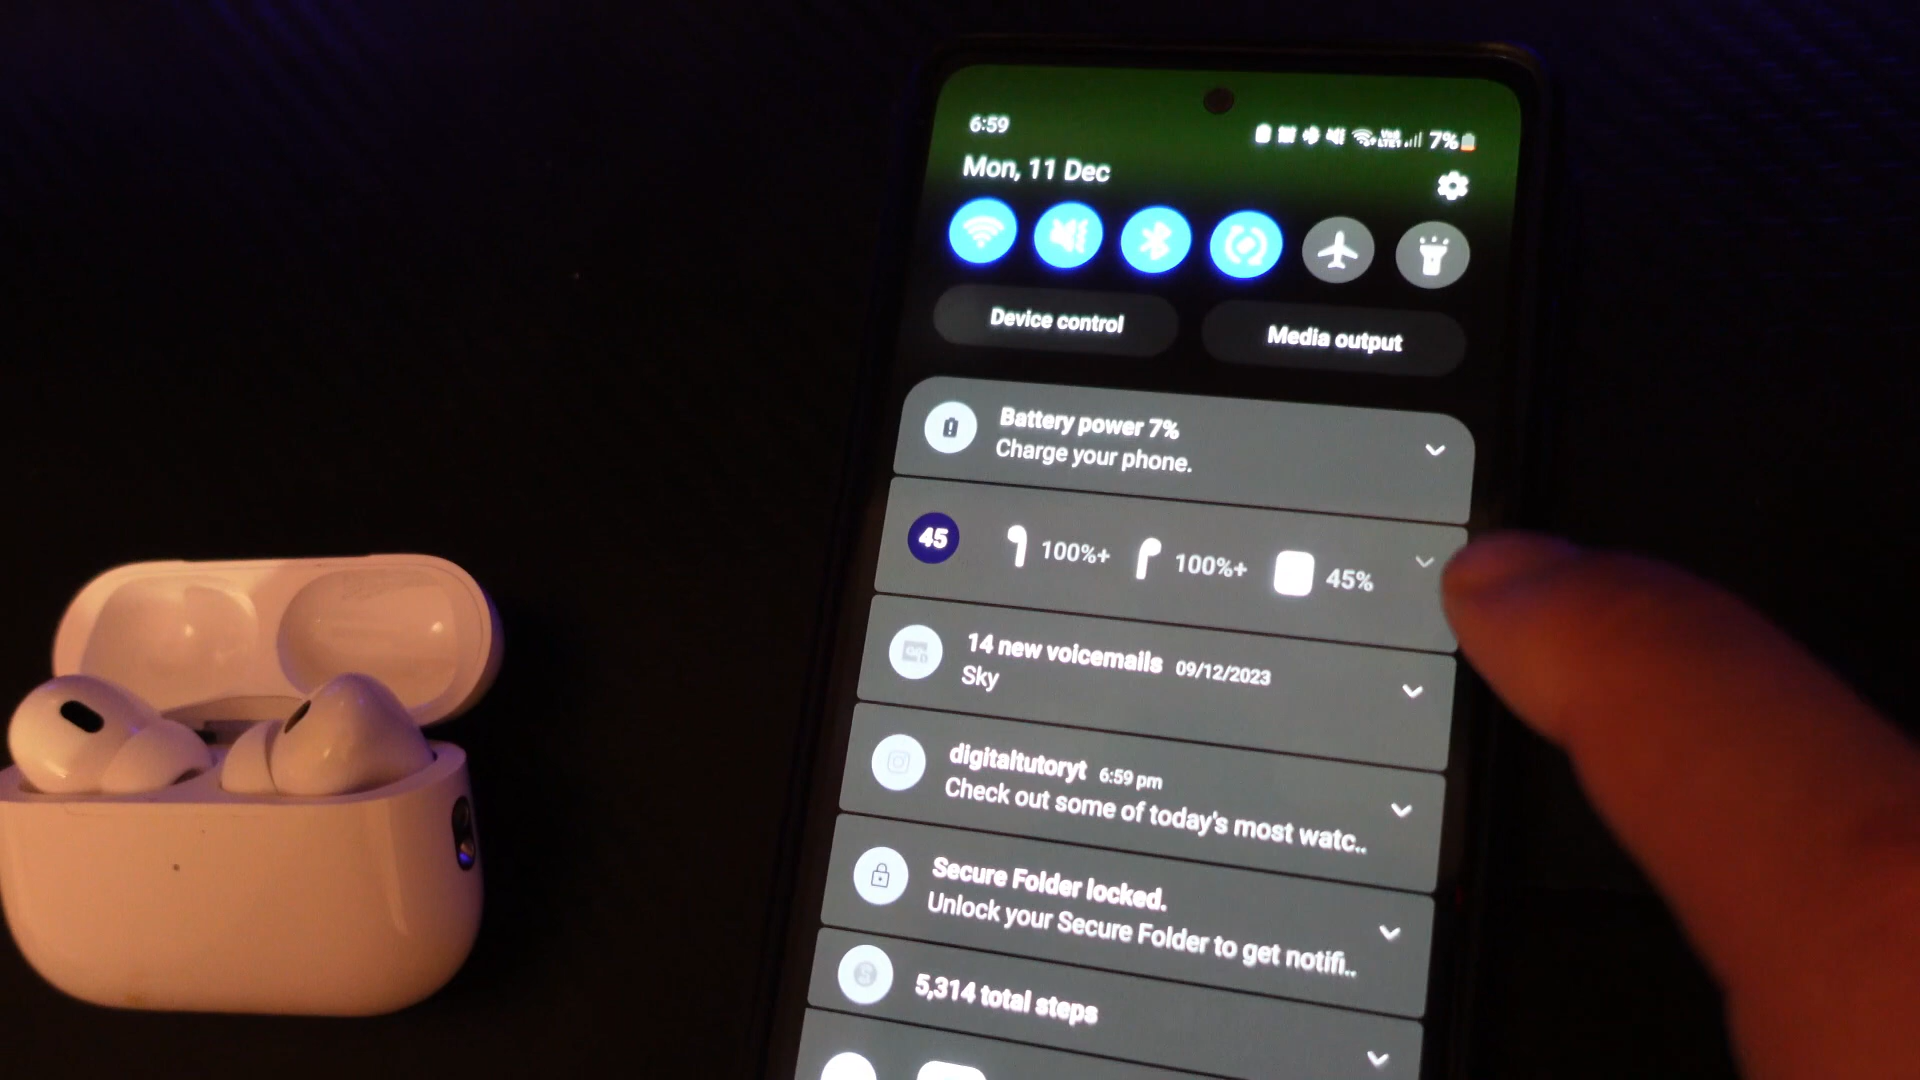 6:59
7%
Mon, 11 Dec
Device control
Media output
Battery power 7%
Charge your phone.
45 100%+ 100%+ 45%
14 new voicemails 09/12/2023
Sky
digitaltutoryt 6:59 pm
Check out some of today's most watc..
Secure Folder locked.
Unlock your Secure Folder to get notifi..
5,314 total steps